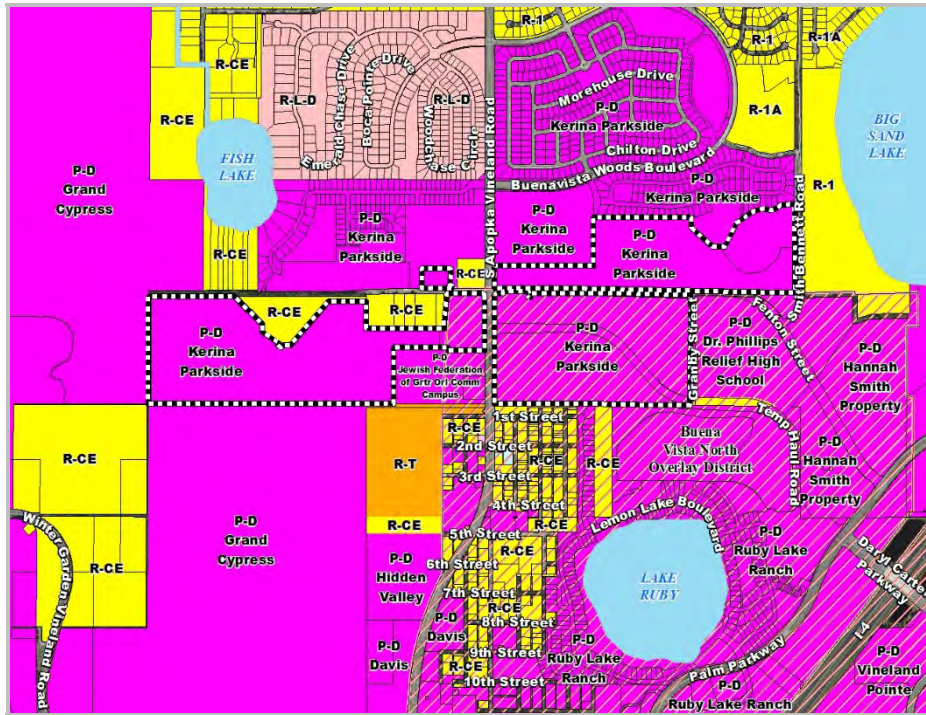 R-CE
R-1
R-1
R-1A
R-CE
R-L-D
Emerald Chase Drive
Boca Pointe Drive
R-L-D
Woodchase Circle
S Apopka Vineland Road
Morehouse Drive
P-D
Kerina Parkside
R-1A
BIG
SAND
LAKE
FISH
LAKE
Chilton Drive
Buenavista Woods Boulevard
P-D
Grand
Cypress
P-D
Kerina Parkside
R-1
P-D
Kerina
Parkside
P-D
Kerina
Parkside
P-D
Kerina
Parkside
R-CE
R-CE
Smith Bennett Road
R-CE
R-CE
P-D
Kerina
Parkside
P-D
Jewish Federation
of Grtr Orl Comm
Campus
P-D
Kerina
Parkside
Granby Street
P-D
Dr. Phillips
Relief High
School
Fenton Street
P-D
Hannah
Smith
Property
R-CE
R-T
R-CE
1st Street
2nd Street
R-CE
3rd Street
4th Street
R-CE
Buena
Vista North
Overlay District
Temp Haul Road
P-D
Hannah
Smith
Property
P-D
Grand
Cypress
R-CE
R-CE
5th Street
Lemon Lake Boulevard
Winter Garden Vineland Road
R-CE
P-D
Hidden
Valley
6th Street
R-CE
7th Street
R-CE
8th Street
LAKE
RUBY
P-D
Ruby Lake
Ranch
Daryl Carter
Parkway
I-4
P-D
Davis
P-D
Davis
9th Street
R-CE
10th Street
P-D
Ruby Lake
Ranch
Palm Parkway
P-D
Ruby Lake Ranch
P-D
Vineland
Pointe